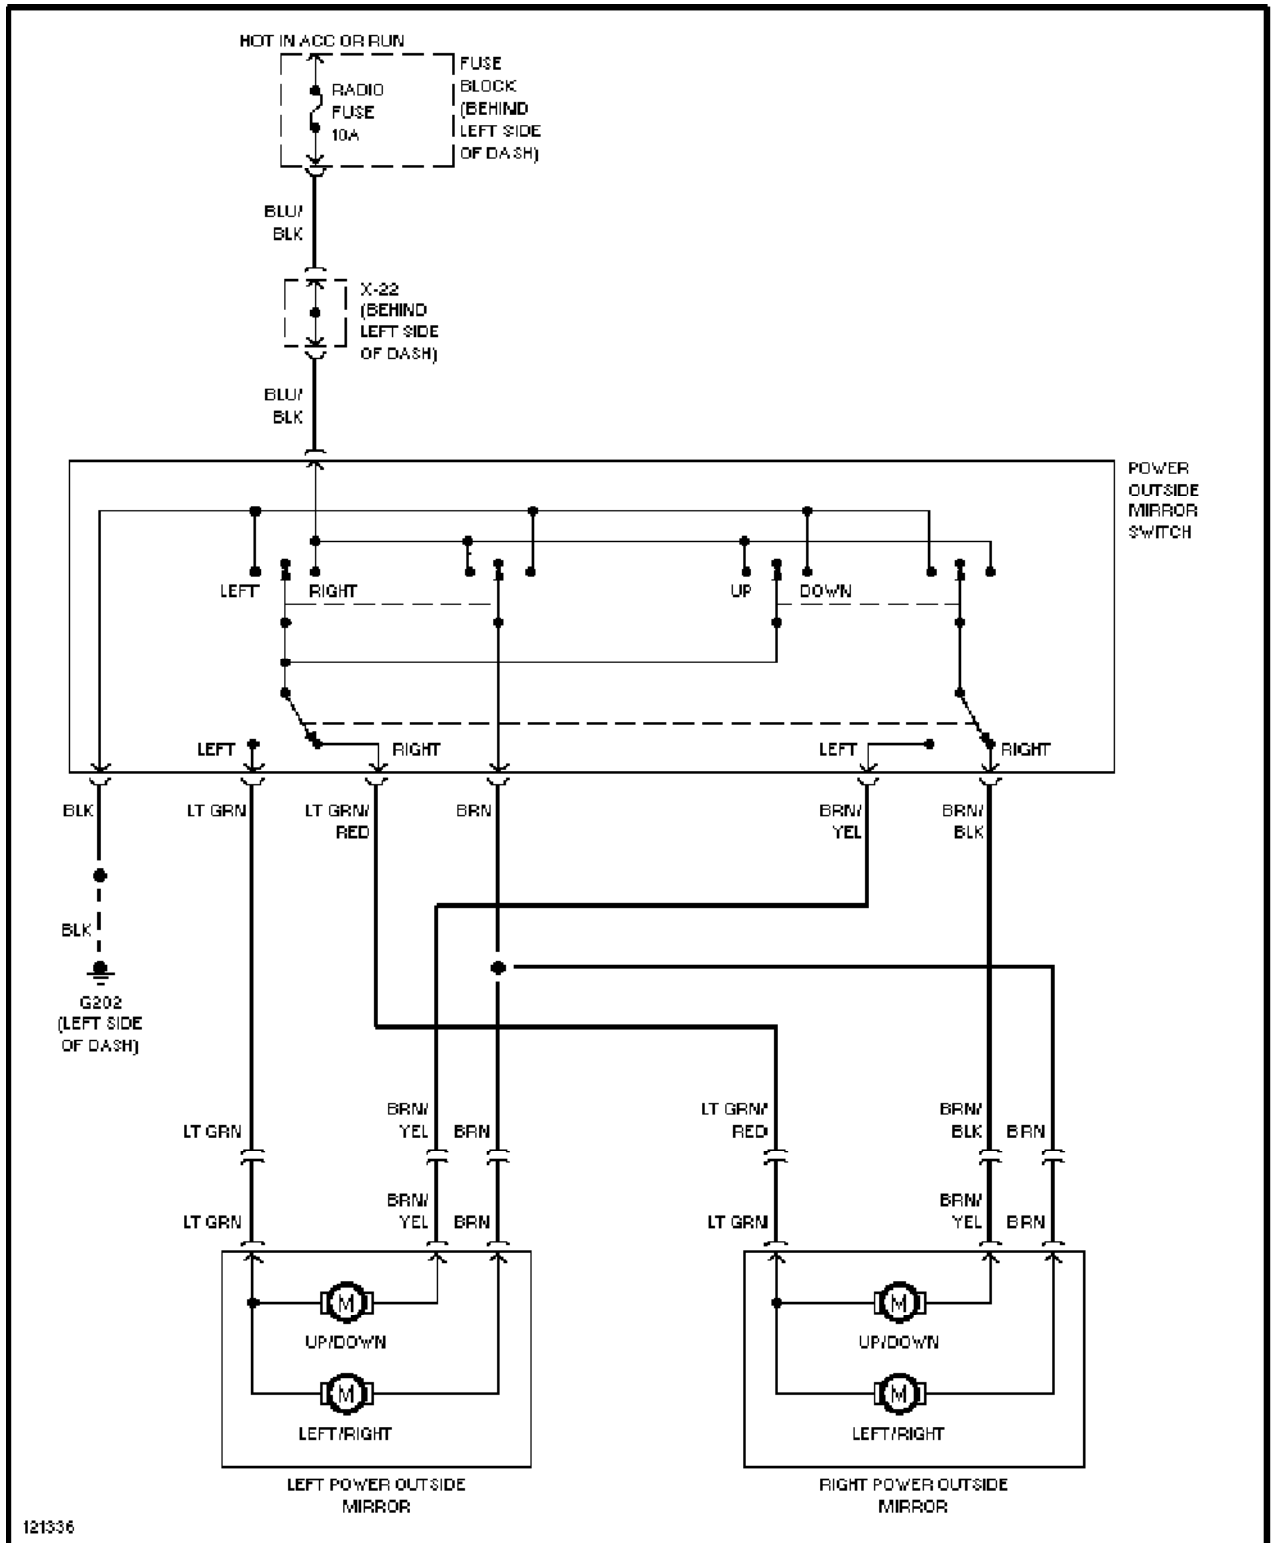 HOT IN ACC OR RUN
RADIO
FUSE
10A
FUSE
BLOCK
(BEHIND
LEFT SIDE
OF DASH)
BLU/
BLK
X-22
(BEHIND
LEFT SIDE
OF DASH)
BLU/
BLK
POWER
OUTSIDE
MIRROR
SWITCH
LEFT
RIGHT
UP
DOWN
LEFT
RIGHT
LEFT
RIGHT
BLK
LT GRN
LT GRN/
RED
BRN
BRN/
YEL
BRN/
BLK
BLK
G202
(LEFT SIDE
OF DASH)
LT GRN
BRN/
YEL
BRN
LT GRN/
RED
BRN/
BLK
BRN
LT GRN
BRN/
YEL
BRN
LT GRN
BRN/
YEL
BRN
M
UP/DOWN
M
LEFT/RIGHT
M
UP/DOWN
M
LEFT/RIGHT
LEFT POWER OUTSIDE
MIRROR
RIGHT POWER OUTSIDE
MIRROR
121336